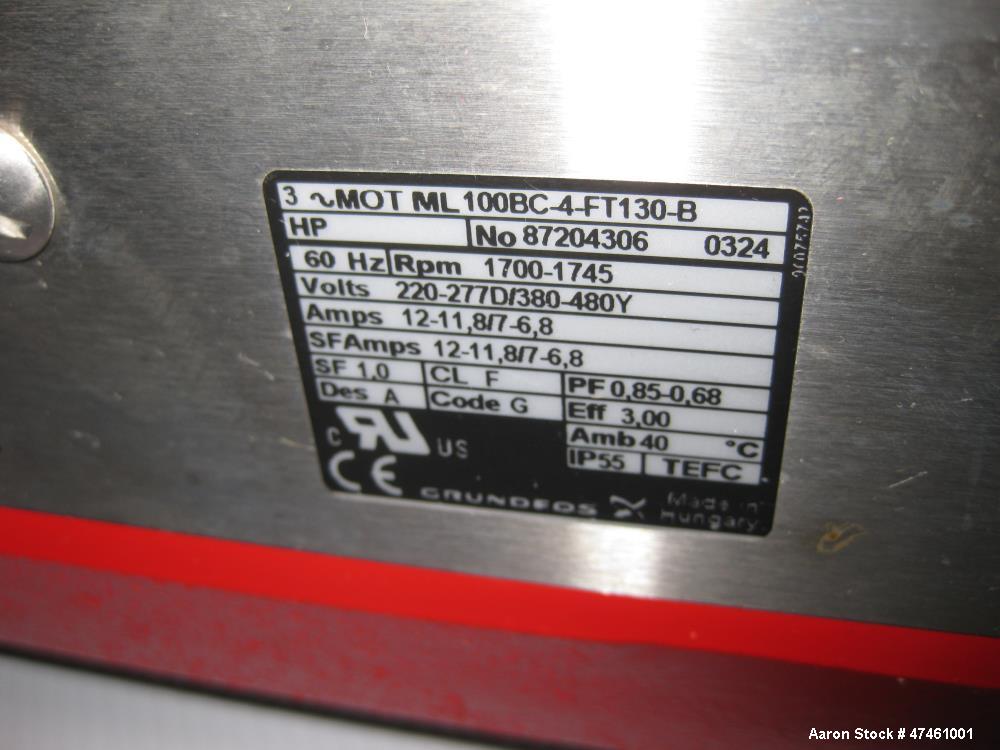 3 ∿MOT ML 100BC-4-FT130-B
HP No 87204306 0324
60 Hz Rpm 1700-1745
Volts 220-277D/380-480Y
Amps 12-11,8/7-6,8
SFAmps 12-11,8/7-6,8
SF 1,0 CL F PF 0,85-0,68
Des A Code G Eff 3,00
Amb 40 °C
IP55 TEFC
C RU US
CE GRUNDFOS Made in
Hungary
Aaron Stock # 47461001